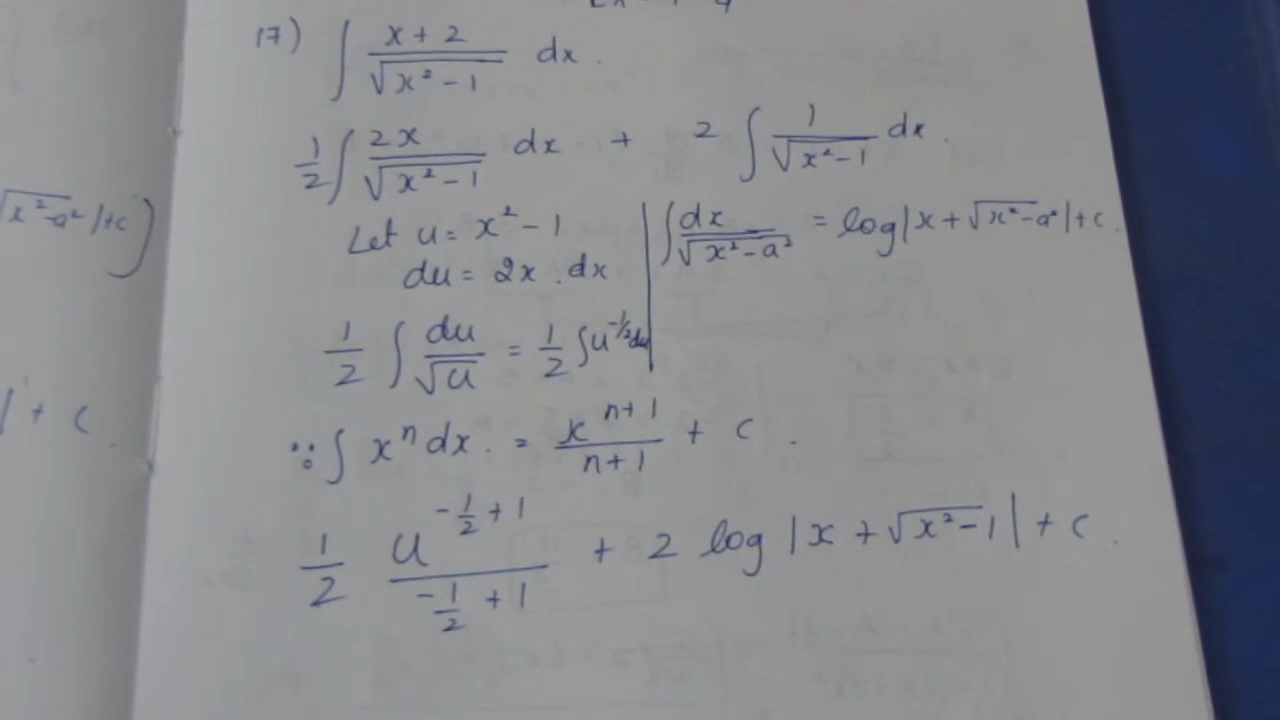 17) ∫ x + 2 / √(x² - 1) dx.
1/2 ∫ 2x / √(x² - 1) dx + 2 ∫ 1 / √(x² - 1) dx.
Let u = x² - 1
du = 2x . dx
∫ dx / √(x² - a²) = log |x + √(x² - a²)| + c.
1/2 ∫ du / √u = 1/2 ∫ u^(-1/2) du
∵ ∫ xⁿ dx. = x^(n+1) / (n+1) + c.
1/2 u^(-1/2 + 1) / (-1/2 + 1) + 2 log |x + √(x² - 1)| + c.
√(x² - a²) | + c)
| + c.